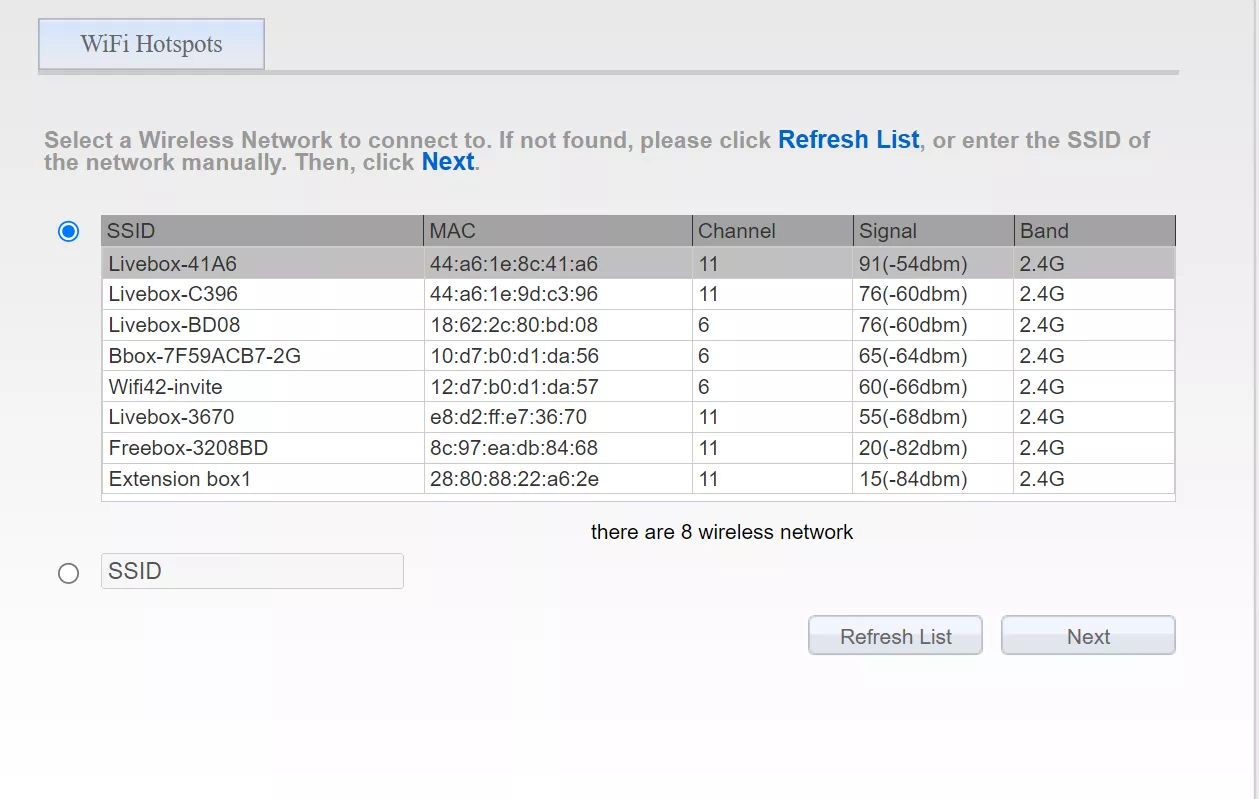 WiFi Hotspots
Select a Wireless Network to connect to. If not found, please click Refresh List, or enter the SSID of
the network manually. Then, click Next.
SSID MAC Channel Signal Band
Livebox-41A6 44:a6:1e:8c:41:a6 11 91(-54dbm) 2.4G
Livebox-C396 44:a6:1e:9d:c3:96 11 76(-60dbm) 2.4G
Livebox-BD08 18:62:2c:80:bd:08 6 76(-60dbm) 2.4G
Bbox-7F59ACB7-2G 10:d7:b0:d1:da:56 6 65(-64dbm) 2.4G
Wifi42-invite 12:d7:b0:d1:da:57 6 60(-66dbm) 2.4G
Livebox-3670 e8:d2:ff:e7:36:70 11 55(-68dbm) 2.4G
Freebox-3208BD 8c:97:ea:db:84:68 11 20(-82dbm) 2.4G
Extension box1 28:80:88:22:a6:2e 11 15(-84dbm) 2.4G
there are 8 wireless network
SSID
Refresh List Next